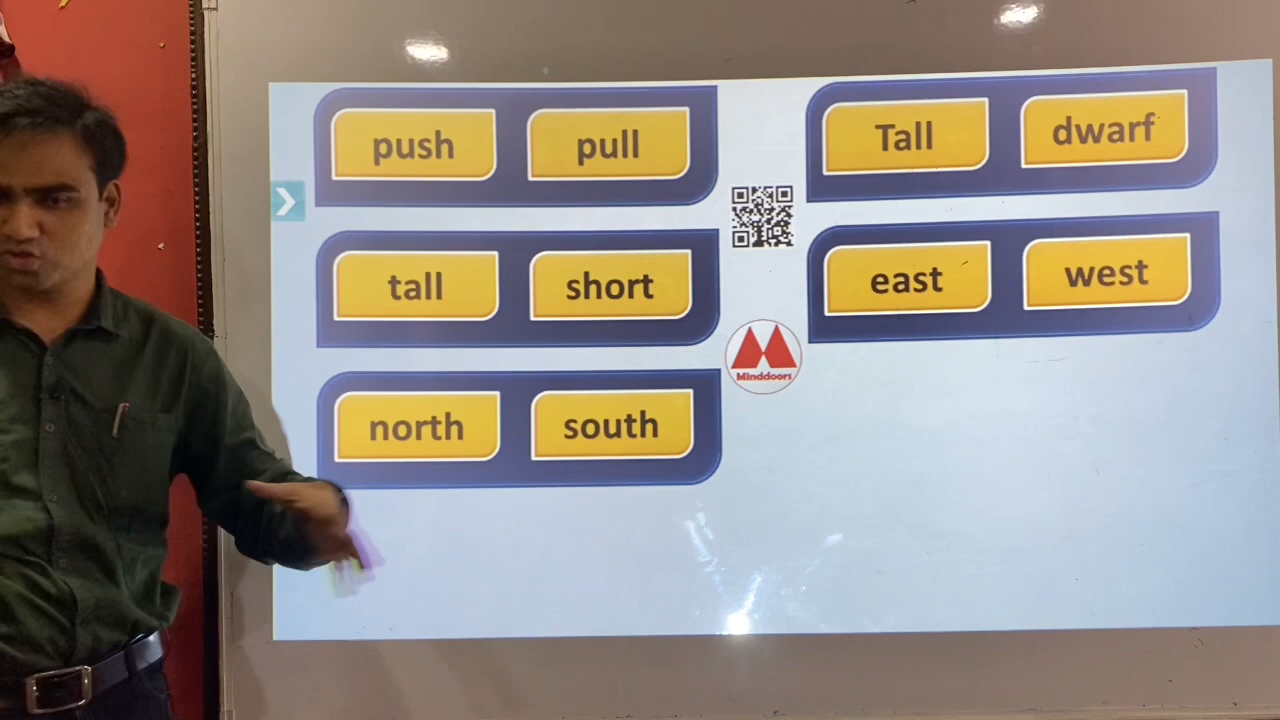 push pull
Tall dwarf
tall short
east west
north south
Minddoors